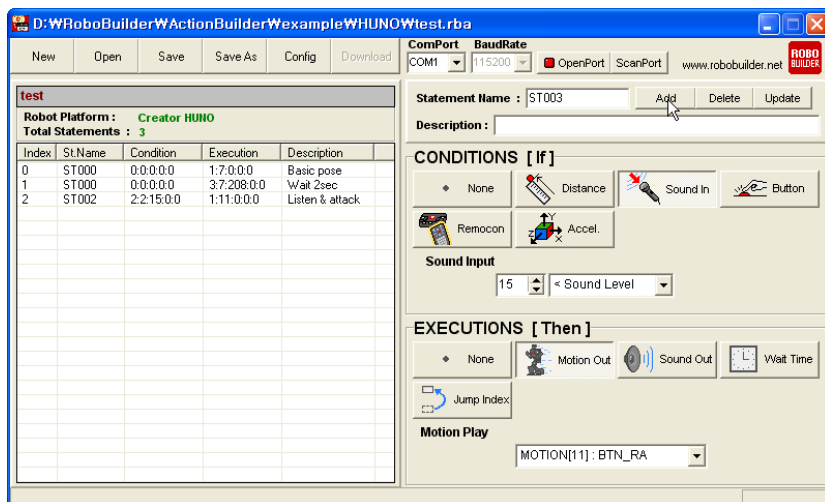 D:₩RoboBuilder₩ActionBuilder₩example₩HUNO₩test.rba
New Open Save Save As Config Download
ComPort BaudRate
COM1 115200 OpenPort ScanPort www.robobuilder.net ROBO BUILDER
test
Robot Platform : Creator HUNO
Total Statements : 3
Index St.Name Condition Execution Description
0 ST000 0:0:0:0:0 1:7:0:0:0 Basic pose
1 ST000 0:0:0:0:0 3:7:208:0:0 Wait 2sec
2 ST002 2:2:15:0:0 1:11:0:0:0 Listen & attack
Statement Name : ST003 Add Delete Update
Description :
CONDITIONS [ If ]
None Distance Sound In Button
Remocon Y Z X Accel.
Sound Input
15 < Sound Level
EXECUTIONS [ Then ]
None Motion Out Sound Out Wait Time
Jump Index
Motion Play
MOTION[11] : BTN_RA